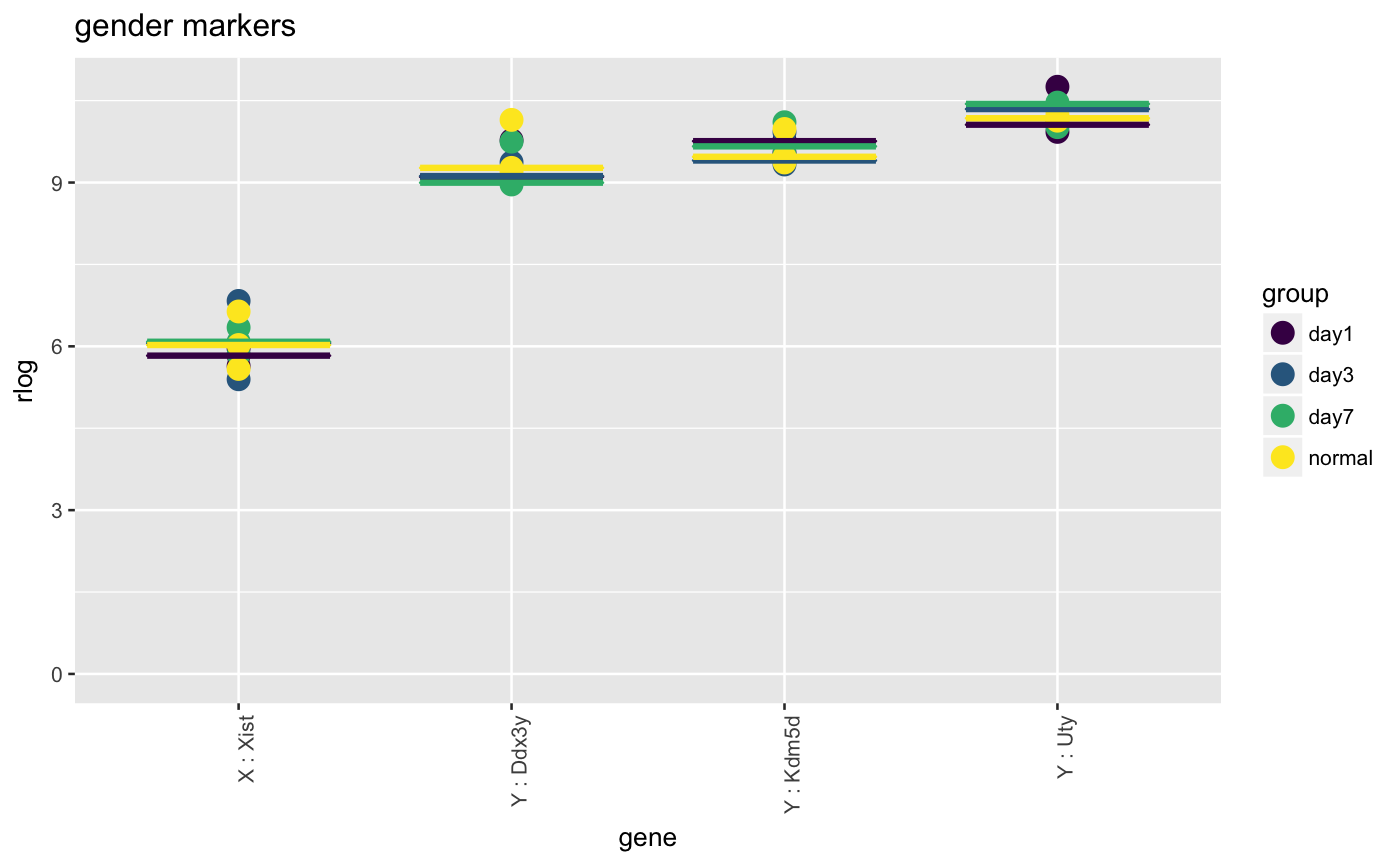 gender markers
rlog
9
6
3
0
X : Xist
Y : Ddx3y
Y : Kdm5d
Y : Uty
gene
group
day1
day3
day7
normal